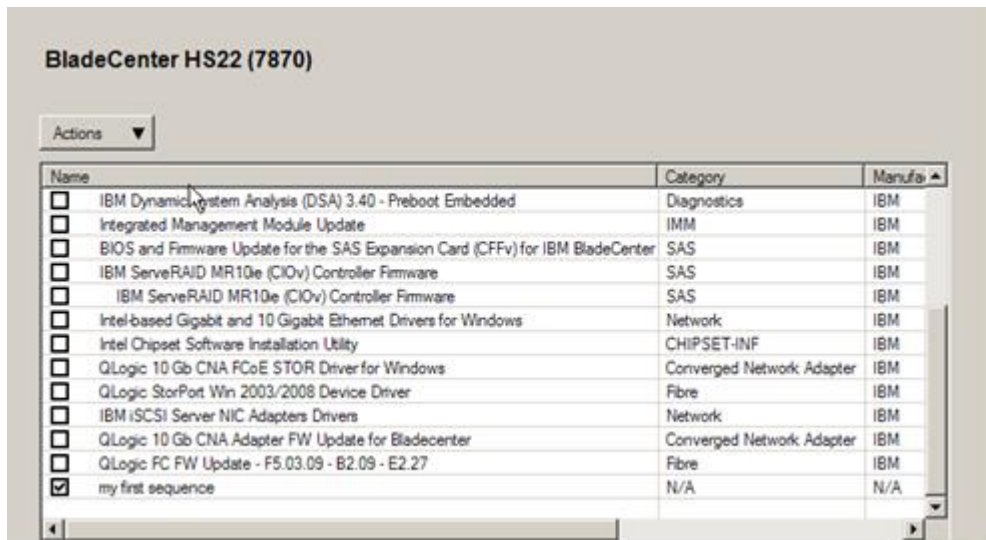 BladeCenter HS22 (7870)
Actions
Name Category Manufa
IBM Dynamic System Analysis (DSA) 3.40 - Preboot Embedded Diagnostics IBM
Integrated Management Module Update IMM IBM
BIOS and Firmware Update for the SAS Expansion Card (CFFv) for IBM BladeCenter SAS IBM
IBM ServeRAID MR10ie (CIOv) Controller Firmware SAS IBM
IBM ServeRAID MR10ie (CIOv) Controller Firmware SAS IBM
Intel-based Gigabit and 10 Gigabit Ethernet Drivers for Windows Network IBM
Intel Chipset Software Installation Utility CHIPSET-INF IBM
QLogic 10 Gb CNA FCoE STOR Driver for Windows Converged Network Adapter IBM
QLogic StorPort Win 2003/2008 Device Driver Fibre IBM
IBM iSCSI Server NIC Adapters Drivers Network IBM
QLogic 10 Gb CNA Adapter FW Update for Bladecenter Converged Network Adapter IBM
QLogic FC FW Update - F5.03.09 - B2.09 - E2.27 Fibre IBM
my first sequence N/A N/A